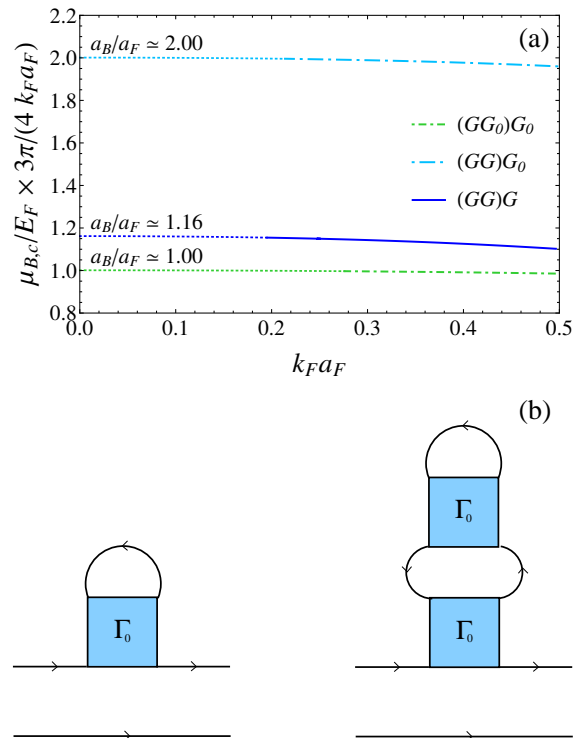 (a)
μ_{B,c}/E_F × 3π/(4 k_F a_F)
2.2
2.0
1.8
1.6
1.4
1.2
1.0
0.8
a_B/a_F ≃ 2.00
(GG_0)G_0
(GG)G_0
(GG)G
a_B/a_F ≃ 1.16
a_B/a_F ≃ 1.00
0.0 0.1 0.2 0.3 0.4 0.5
k_F a_F
(b)
Γ_0
Γ_0
Γ_0